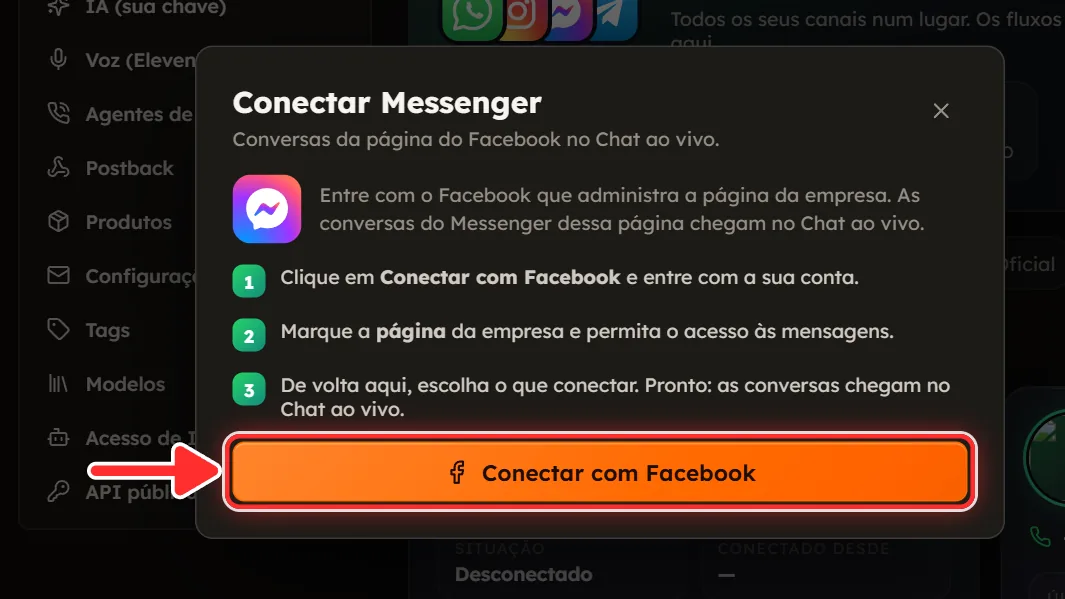 IA (sua chave)
Todos os seus canais num lugar. Os fluxos
aqui.
Voz (Eleven
Agentes de
Postback
Produtos
Configuraç
Tags
Modelos
Acesso de I
API públ
Conectar Messenger
Conversas da página do Facebook no Chat ao vivo.
Entre com o Facebook que administra a página da empresa. As
conversas do Messenger dessa página chegam no Chat ao vivo.
1 Clique em Conectar com Facebook e entre com a sua conta.
2 Marque a página da empresa e permita o acesso às mensagens.
3 De volta aqui, escolha o que conectar. Pronto: as conversas chegam no
Chat ao vivo.
Conectar com Facebook
Oficial
SITUAÇÃO
CONECTADO DESDE
Desconectado
—